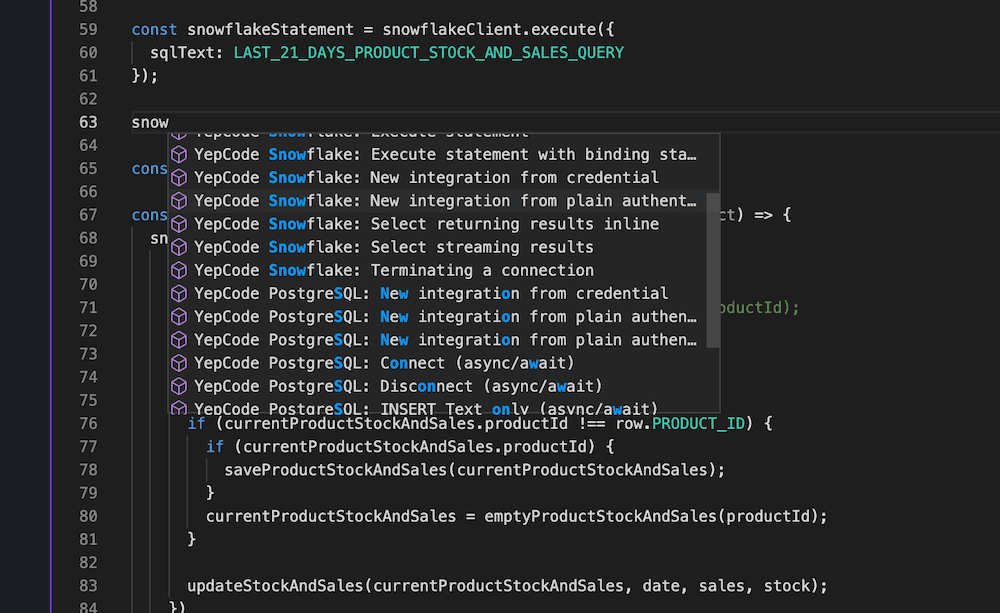 58
59 const snowflakeStatement = snowflakeClient.execute({
60 sqlText: LAST_21_DAYS_PRODUCT_STOCK_AND_SALES_QUERY
61 });
62
63 snow
YepCode Snowflake: Execute statement
64 YepCode Snowflake: Execute statement with binding sta…
65 cons YepCode Snowflake: New integration from credential
66 YepCode Snowflake: New integration from plain authent…
67 cons YepCode Snowflake: Select returning results inline ct) => {
68 sn YepCode Snowflake: Select streaming results
69 YepCode Snowflake: Terminating a connection
70 YepCode PostgreSQL: New integration from credential
71 YepCode PostgreSQL: New integration from plain authen… oductId);
72 YepCode PostgreSQL: New integration from plain authen…
73 YepCode PostgreSQL: Connect (async/await)
74 YepCode PostgreSQL: Disconnect (async/await)
75 YepCode PostgreSQL: INSERT Text only (async/await)
76 if (currentProductStockAndSales.productId !== row.PRODUCT_ID) {
77 if (currentProductStockAndSales.productId) {
78 saveProductStockAndSales(currentProductStockAndSales);
79 }
80 currentProductStockAndSales = emptyProductStockAndSales(productId);
81 }
82
83 updateStockAndSales(currentProductStockAndSales, date, sales, stock);
84 })